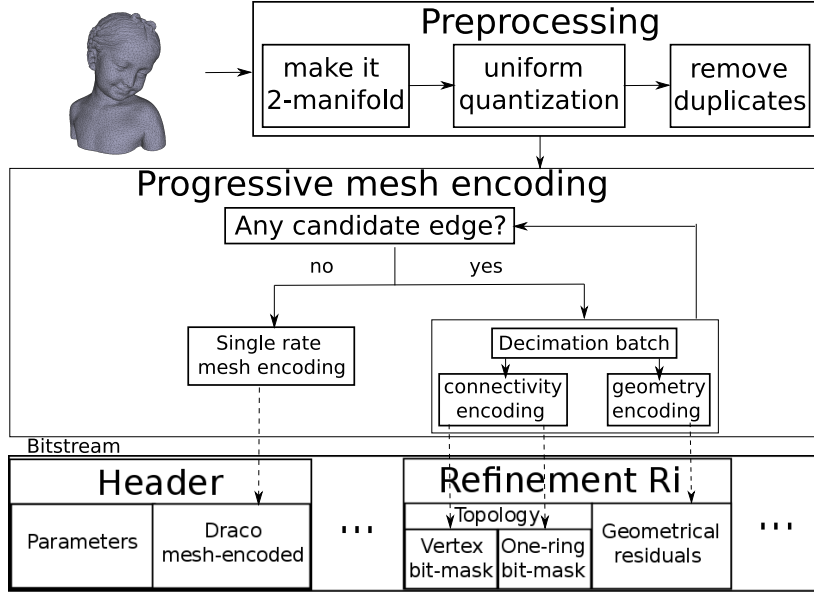 Preprocessing
make it
2-manifold
uniform
quantization
remove
duplicates
Progressive mesh encoding
Any candidate edge?
no
yes
Single rate
mesh encoding
Decimation batch
connectivity
encoding
geometry
encoding
Bitstream
Header
Parameters
Draco
mesh-encoded
...
Refinement Ri
Topology
Vertex
bit-mask
One-ring
bit-mask
Geometrical
residuals
...